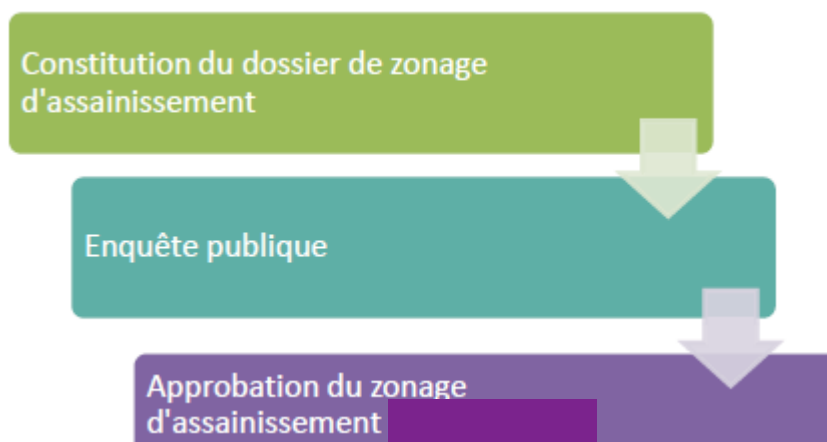 Constitution du dossier de zonage
d'assainissement
Enquête publique
Approbation du zonage
d'assainissement